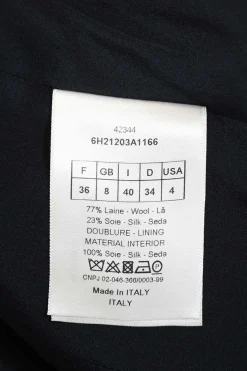 42344
6H21203A1166
F GB I D USA
36 8 40 34 4
77% Laine - Wool - Lã
23% Soie - Silk - Seda
DOUBLURE - LINING
MATERIAL INTERIOR
100% Soie - Silk - Seda
CNPJ 02-046-366/0003-99
Made in ITALY
ITALY